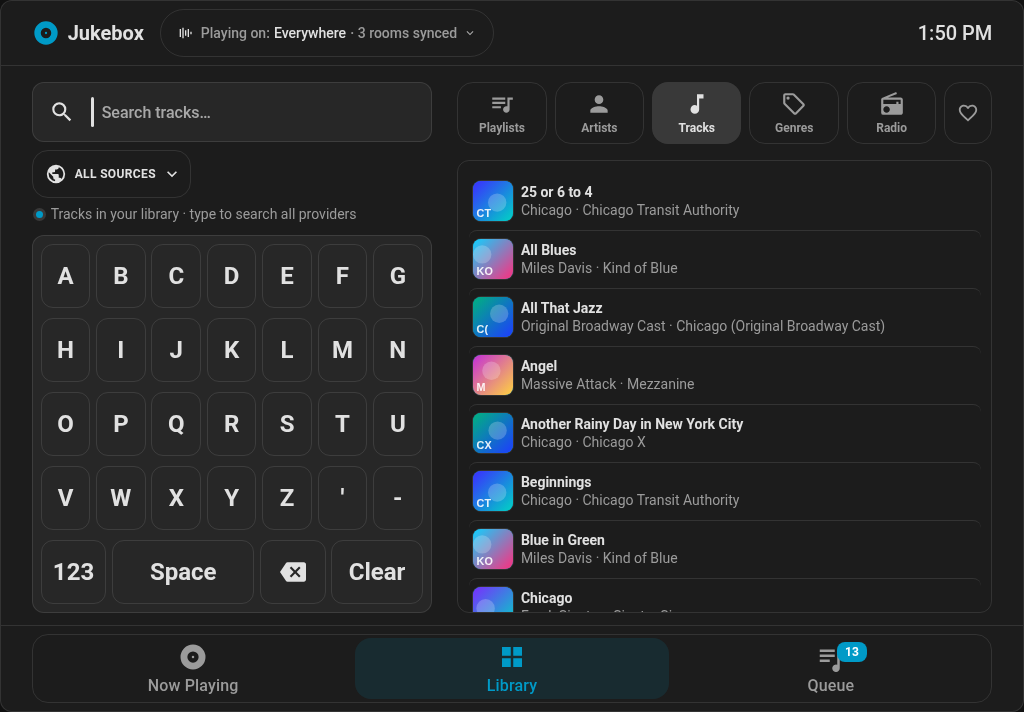 Jukebox
Playing on: Everywhere · 3 rooms synced
1:50 PM
Search tracks...
ALL SOURCES
Tracks in your library · type to search all providers
A B C D E F G
H I J K L M N
O P Q R S T U
V W X Y Z ' -
123 Space Clear
Playlists
Artists
Tracks
Genres
Radio
CT
25 or 6 to 4
Chicago · Chicago Transit Authority
KO
All Blues
Miles Davis · Kind of Blue
C(
All That Jazz
Original Broadway Cast · Chicago (Original Broadway Cast)
M
Angel
Massive Attack · Mezzanine
CX
Another Rainy Day in New York City
Chicago · Chicago X
CT
Beginnings
Chicago · Chicago Transit Authority
KO
Blue in Green
Miles Davis · Kind of Blue
Chicago
Now Playing
Library
13
Queue